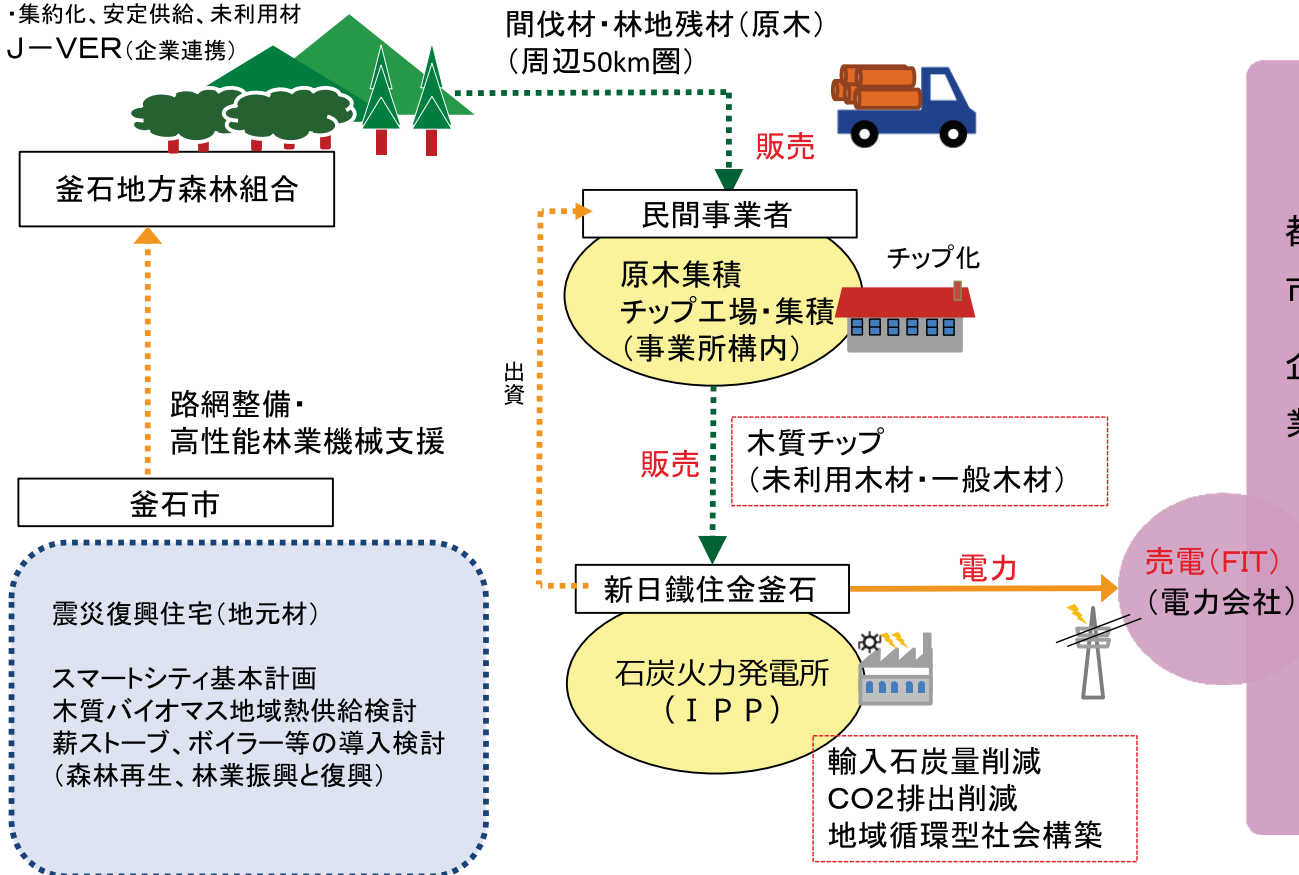 ・集約化、安定供給、未利用材
J－VER（企業連携）
間伐材・林地残材（原木）
（周辺50km圏）
販売
釜石地方森林組合
民間事業者
原木集積
チップ工場・集積
（事業所構内）
チップ化
出資
路網整備・
高性能林業機械支援
販売
木質チップ
（未利用木材・一般木材）
釜石市
新日鐵住金釜石
電力
売電（FIT）
（電力会社）
石炭火力発電所
（ＩＰＰ）
震災復興住宅（地元材）
スマートシティ基本計画
木質バイオマス地域熱供給検討
薪ストーブ、ボイラー等の導入検討
（森林再生、林業振興と復興）
輸入石炭量削減
CO2排出削減
地域循環型社会構築
都
市
企
業